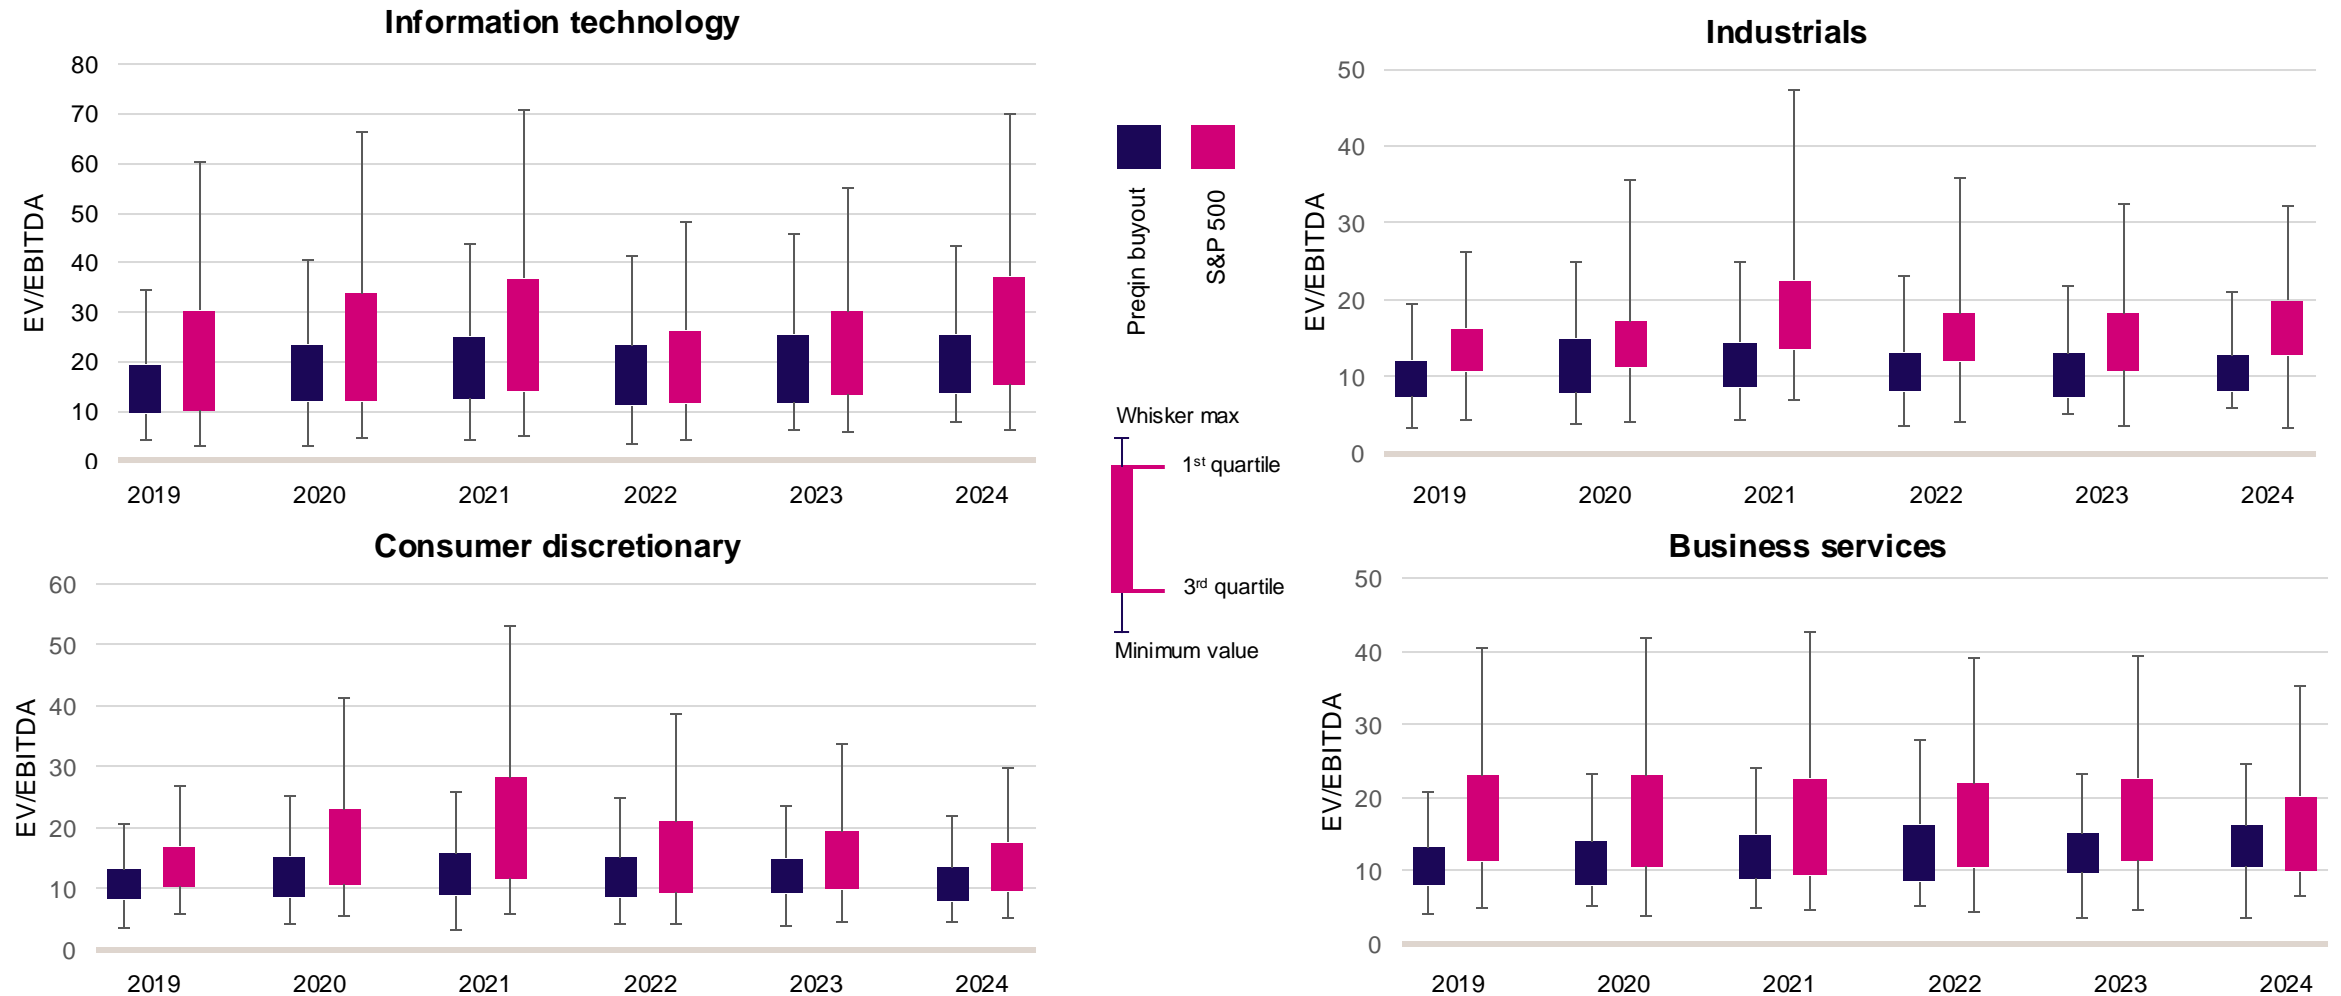 Information technology
80
70
60
50
40
30
20
10
0
EV/EBITDA
2019 2020 2021 2022 2023 2024
Preqin buyout
S&P 500
Whisker max
1st quartile
3rd quartile
Minimum value
Industrials
50
40
30
20
10
0
EV/EBITDA
2019 2020 2021 2022 2023 2024
Consumer discretionary
60
50
40
30
20
10
0
EV/EBITDA
2019 2020 2021 2022 2023 2024
Business services
50
40
30
20
10
0
EV/EBITDA
2019 2020 2021 2022 2023 2024